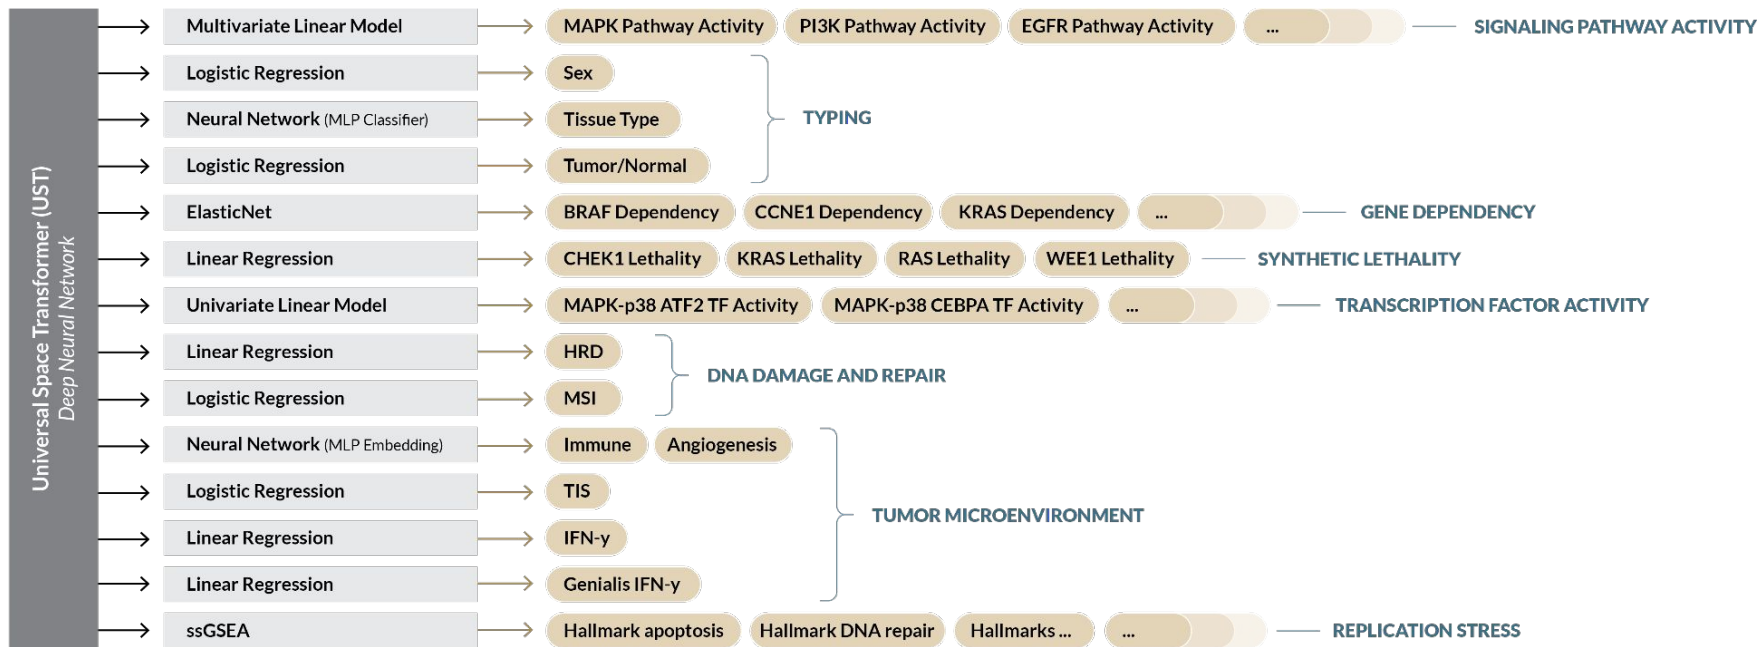 Universal Space Transformer (UST)
Deep Neural Network
Multivariate Linear Model MAPK Pathway Activity PI3K Pathway Activity EGFR Pathway Activity ... SIGNALING PATHWAY ACTIVITY
Logistic Regression Sex
Neural Network (MLP Classifier) Tissue Type TYPING
Logistic Regression Tumor/Normal
ElasticNet BRAF Dependency CCNE1 Dependency KRAS Dependency ... GENE DEPENDENCY
Linear Regression CHEK1 Lethality KRAS Lethality RAS Lethality WEE1 Lethality SYNTHETIC LETHALITY
Univariate Linear Model MAPK-p38 ATF2 TF Activity MAPK-p38 CEBPA TF Activity ... TRANSCRIPTION FACTOR ACTIVITY
Linear Regression HRD
DNA DAMAGE AND REPAIR
Logistic Regression MSI
Neural Network (MLP Embedding) Immune Angiogenesis
Logistic Regression TIS
TUMOR MICROENVIRONMENT
Linear Regression IFN-y
Linear Regression Genialis IFN-y
ssGSEA Hallmark apoptosis Hallmark DNA repair Hallmarks ... ... REPLICATION STRESS